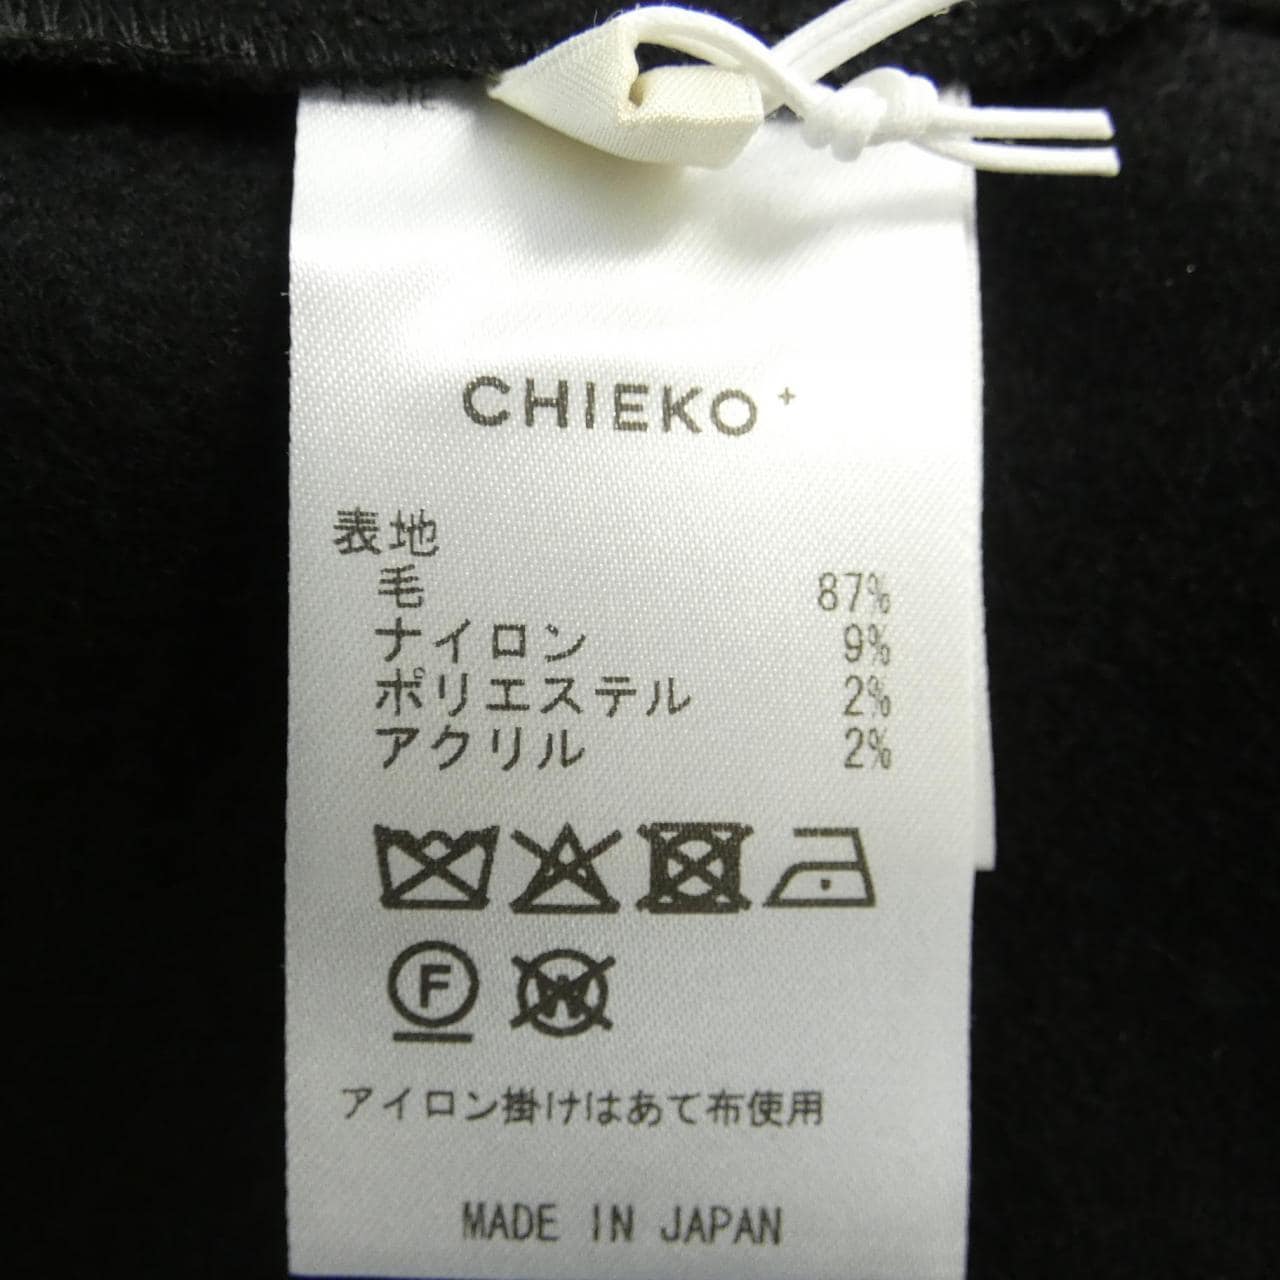 CHIEKO+
表地
毛 87%
ナイロン 9%
ポリエステル 2%
アクリル 2%
F W
アイロン掛けはあて布使用
MADE IN JAPAN